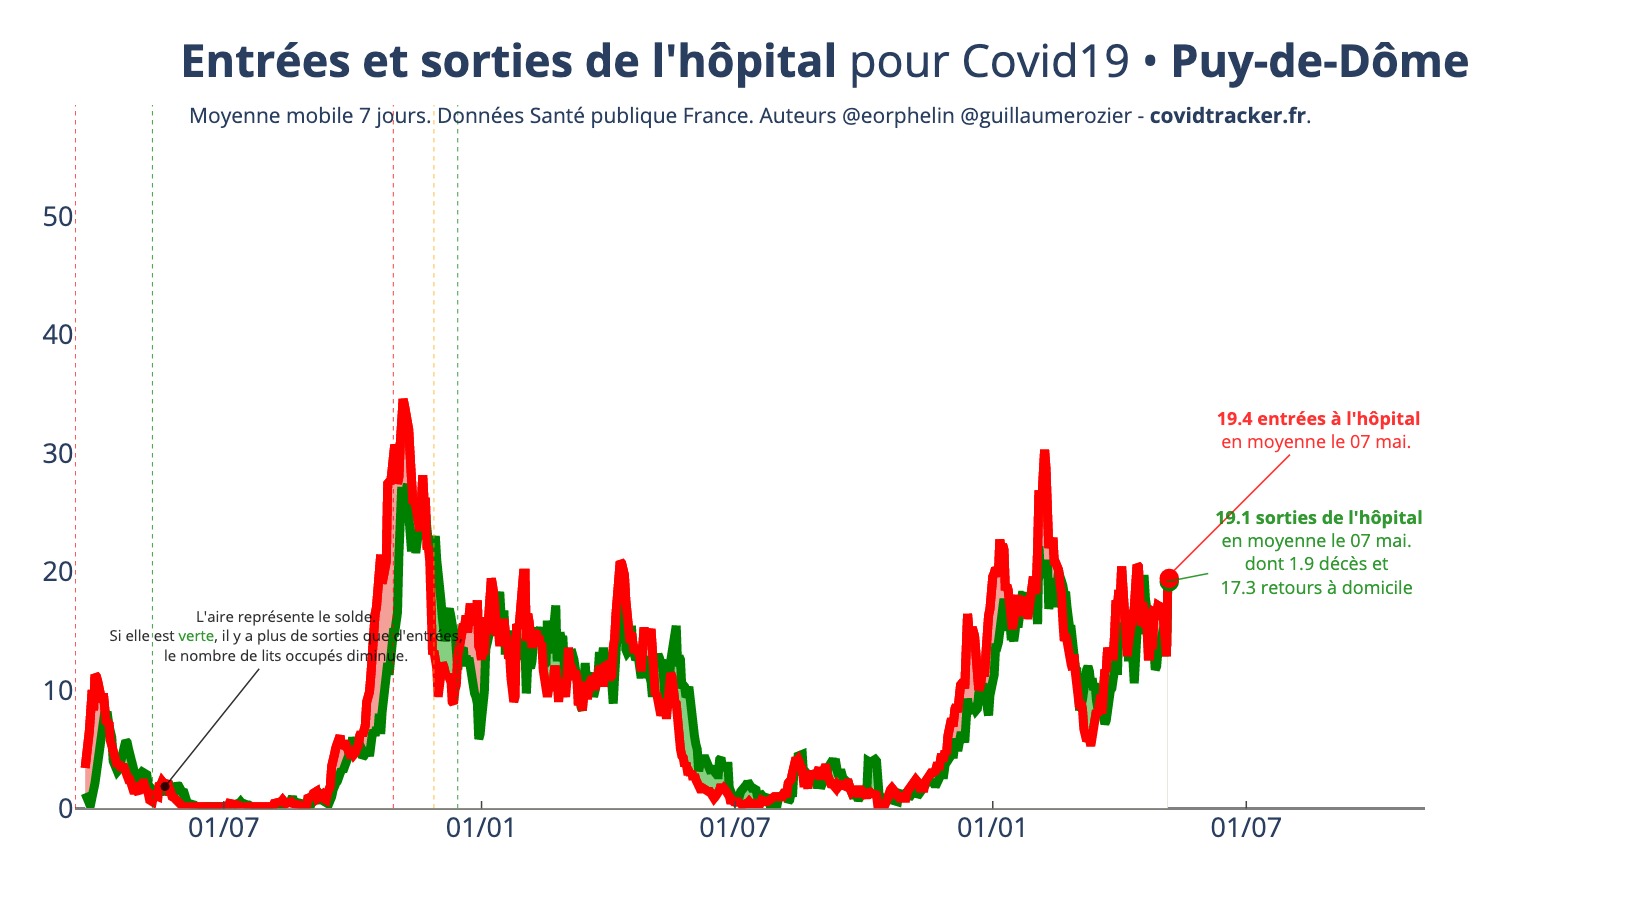 Entrées et sorties de l'hôpital pour Covid19 • Puy-de-Dôme
Moyenne mobile 7 jours. Données Santé publique France. Auteurs @eorphelin @guillaumerozier - covidtracker.fr.
50
40
30
20
10
0
19.4 entrées à l'hôpital
en moyenne le 07 mai.
19.1 sorties de l'hôpital
en moyenne le 07 mai.
dont 1.9 décès et
17.3 retours à domicile
L'aire représente le solde.
Si elle est verte, il y a plus de sorties que d'entrées,
le nombre de lits occupés diminue.
01/07
01/01
01/07
01/01
01/07